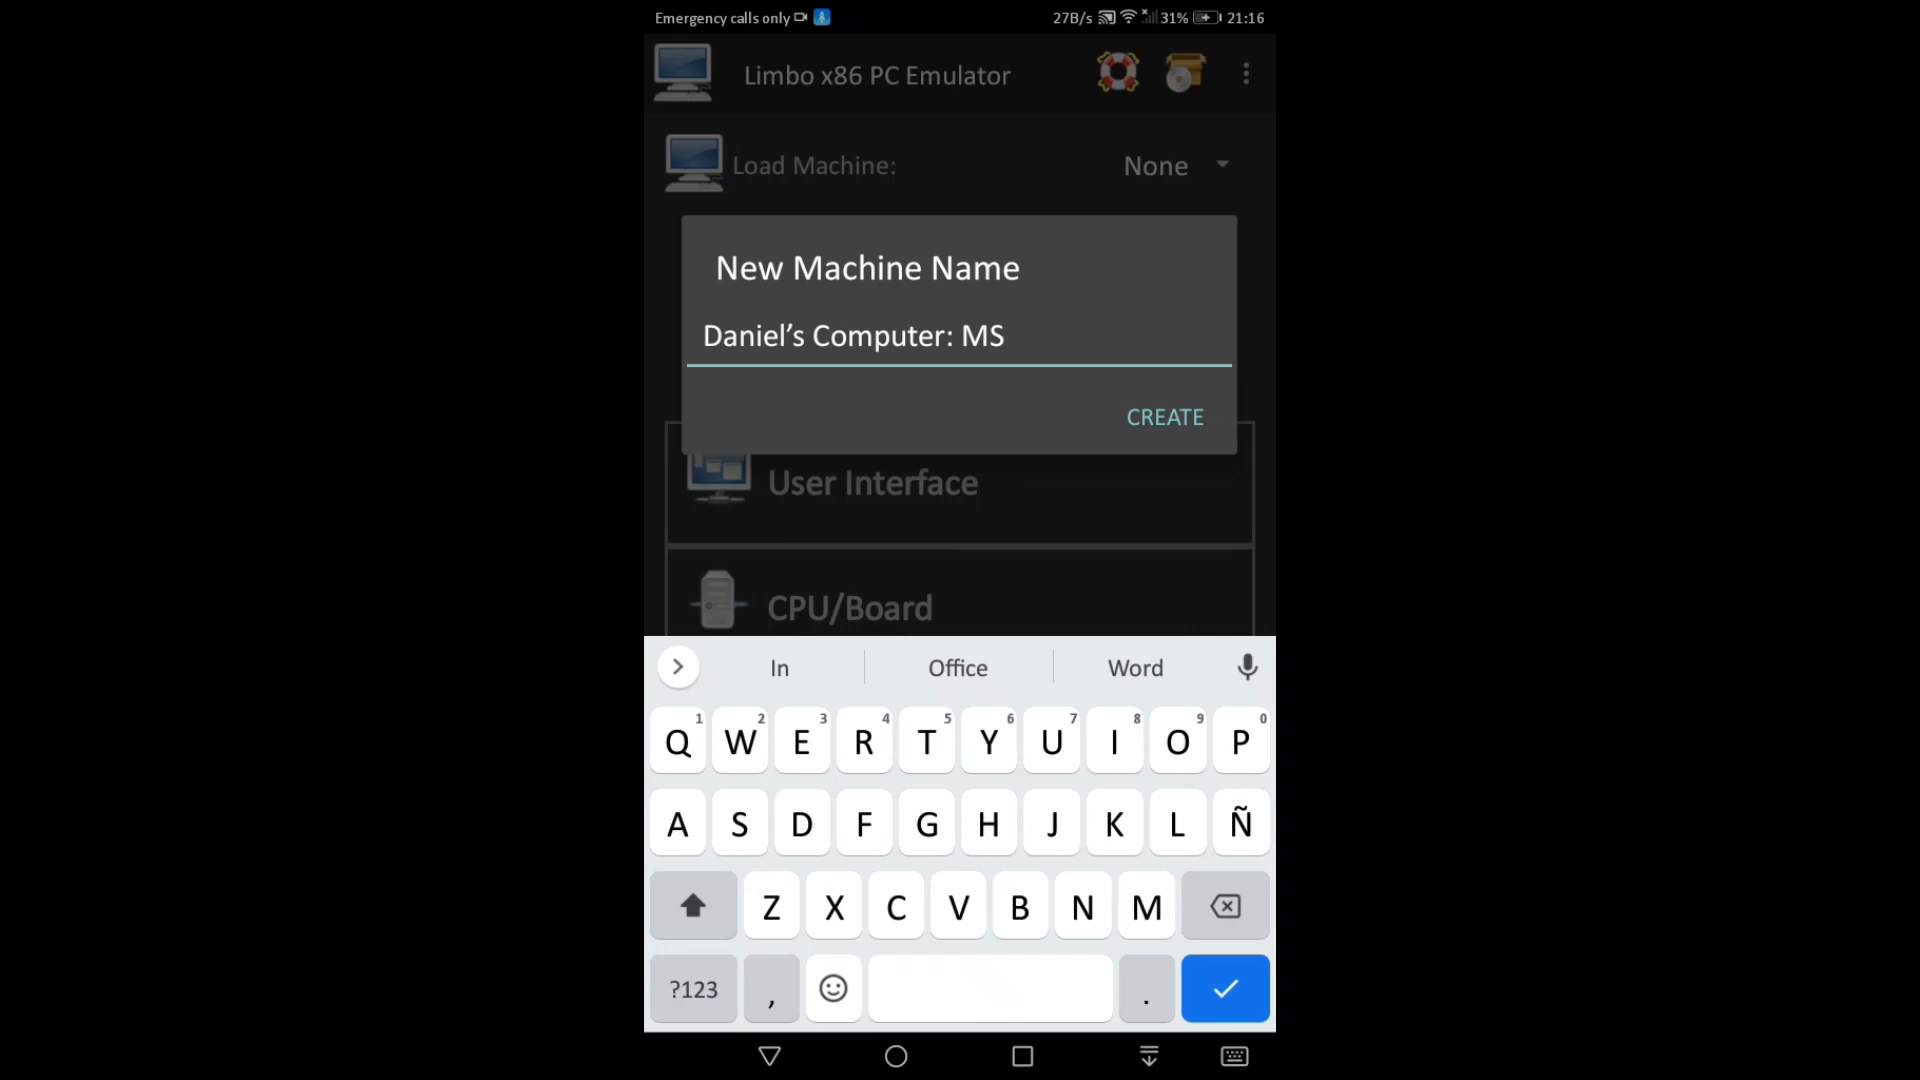 Emergency calls only 27B/s 31% 21:16
Limbo x86 PC Emulator
Load Machine: None
New Machine Name
Daniel’s Computer: MS
CREATE
User Interface
CPU/Board
In Office Word
1 2 3 4 5 6 7 8 9 0
Q W E R T Y U I O P
A S D F G H J K L Ñ
Z X C V B N M
?123 , .